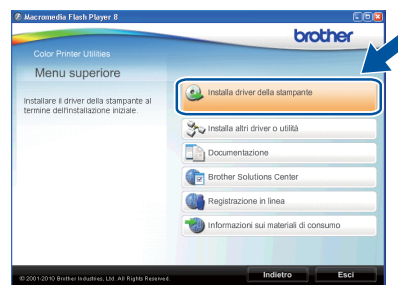 Macromedia Flash Player 8
brother
Color Printer Utilities
Menu superiore
Installare il driver della stampante al
termine dell'installazione iniziale.
Installa driver della stampante
Installa altri driver o utilità
Documentazione
Brother Solutions Center
Registrazione in linea
Informazioni sui materiali di consumo
© 2001-2010 Brother Industries, Ltd. All Rights Reserved.
Indietro
Esci